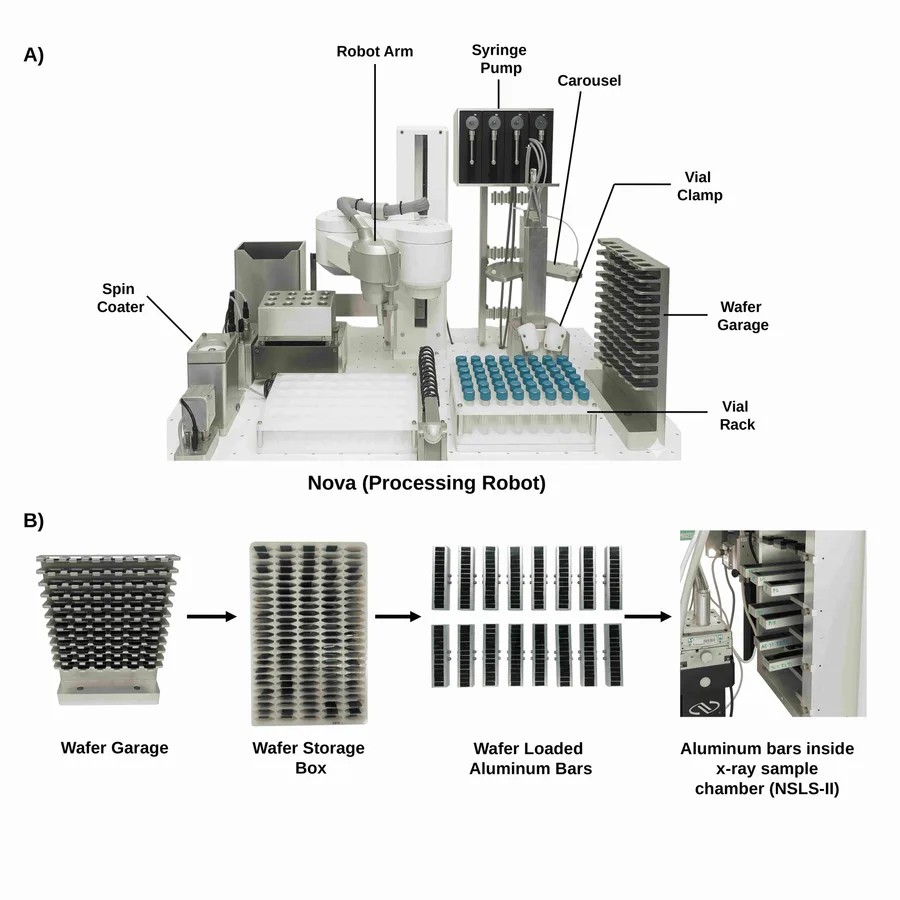 A)
Robot Arm
Syringe
Pump
Carousel
Vial
Clamp
Spin
Coater
Wafer
Garage
Vial
Rack
Nova (Processing Robot)
B)
Wafer Garage
Wafer Storage
Box
Wafer Loaded
Aluminum Bars
Aluminum bars inside
x-ray sample
chamber (NSLS-II)